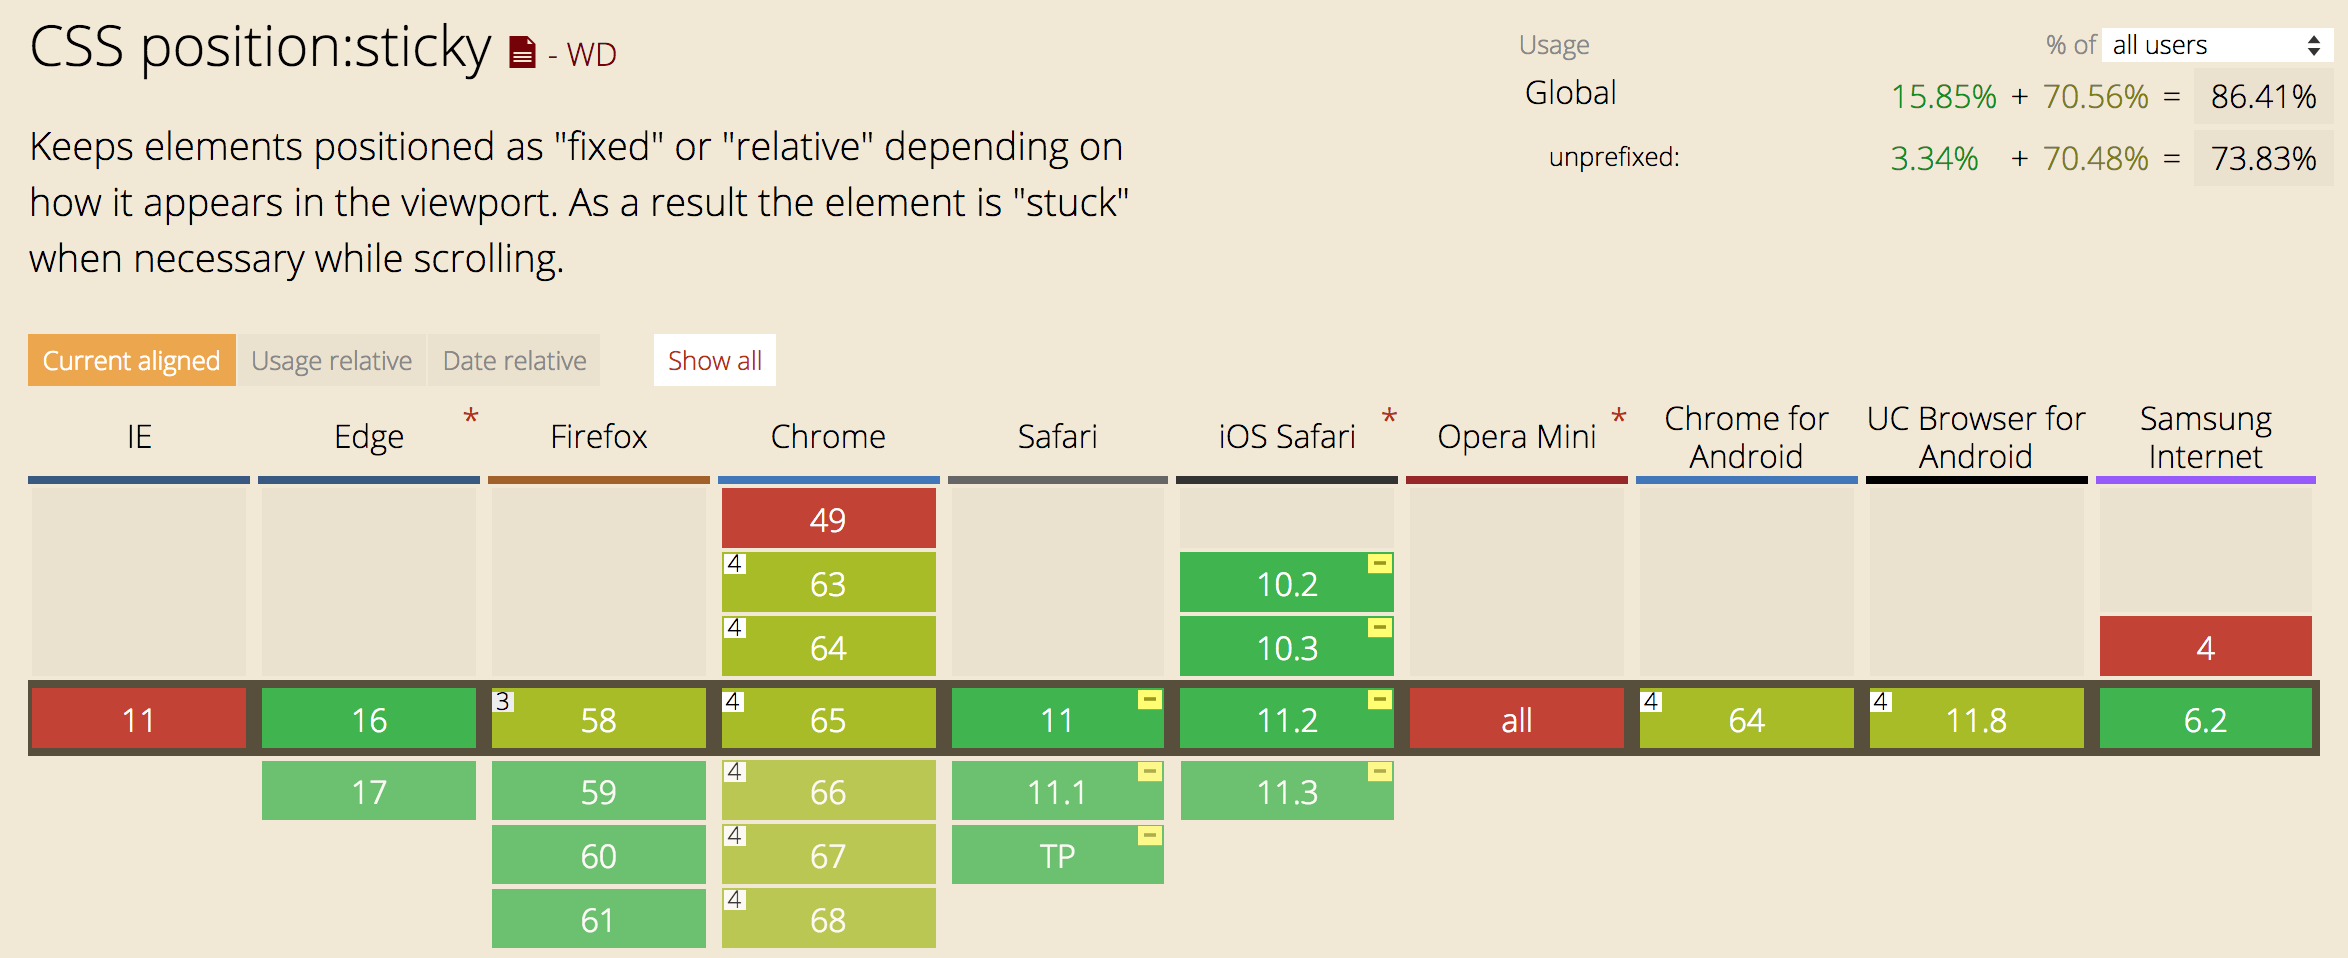 CSS position:sticky - WD
Usage % of all users
Global 15.85% + 70.56% = 86.41%
unprefixed: 3.34% + 70.48% = 73.83%
Keeps elements positioned as "fixed" or "relative" depending on
how it appears in the viewport. As a result the element is "stuck"
when necessary while scrolling.
Current aligned Usage relative Date relative Show all
IE Edge * Firefox Chrome Safari iOS Safari * Opera Mini * Chrome for Android UC Browser for Android Samsung Internet
49
4 63 10.2 -
4 64 10.3 - 4
11 16 3 58 4 65 11 - 11.2 - all 4 64 4 11.8 6.2
17 59 4 66 11.1 - 11.3 -
60 4 67 TP -
61 4 68